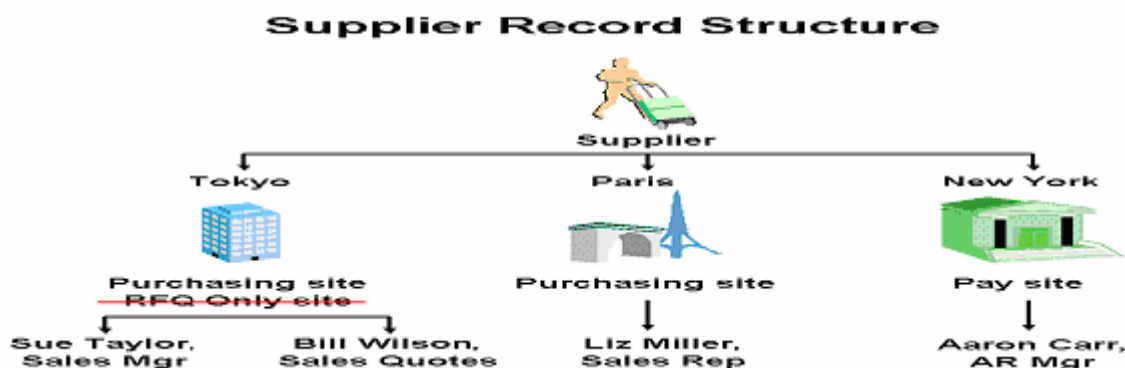 Supplier Record Structure
Supplier
Tokyo
Paris
New York
Purchasing site
RFQ Only site
Purchasing site
Pay site
Sue Taylor,
Sales Mgr
Bill Wilson,
Sales Quotes
Liz Miller,
Sales Rep
Aaron Carr,
AR Mgr